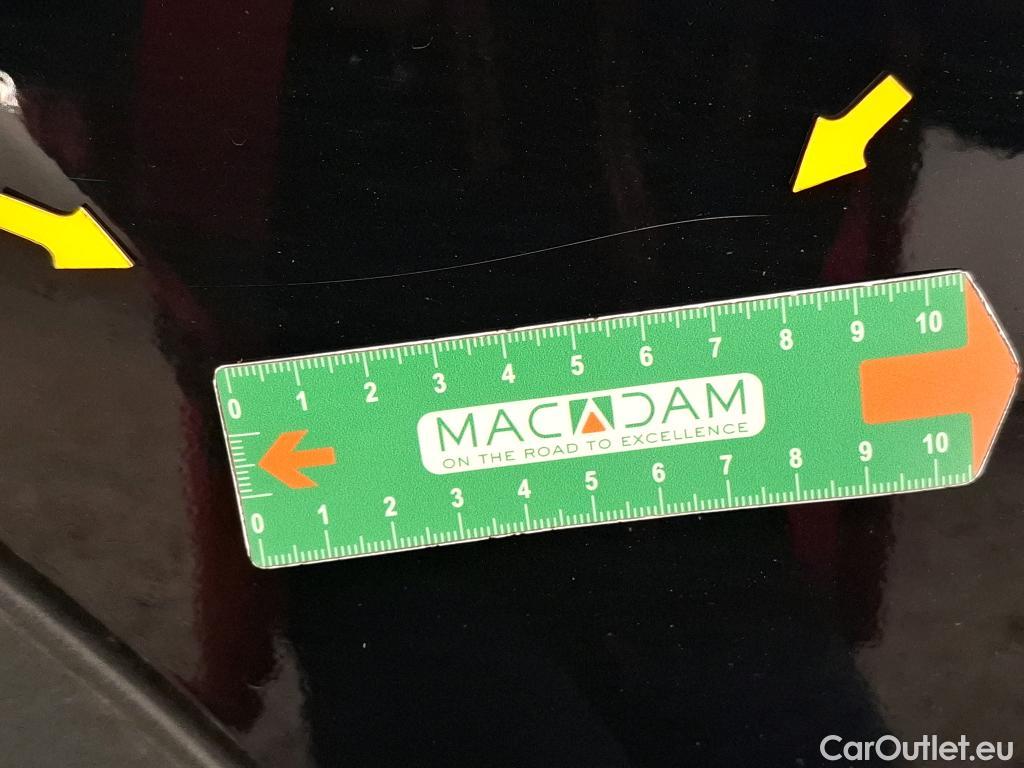 0 1 2 3 4 5 6 7 8 9 10
MACADAM
ON THE ROAD TO EXCELLENCE
0 1 2 3 4 5 6 7 8 9 10
CarOutlet.eu